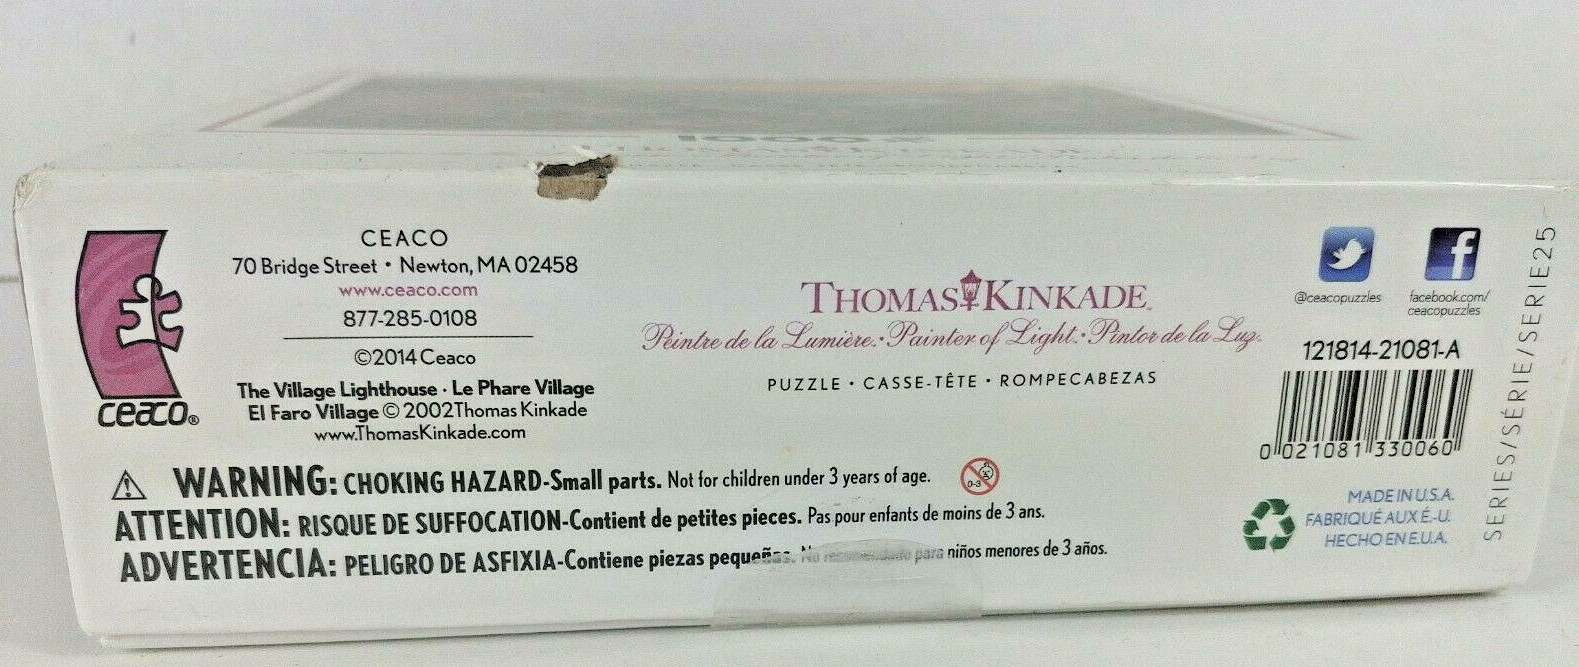 CEACO
70 Bridge Street • Newton, MA 02458
www.ceaco.com
877-285-0108
©2014 Ceaco
The Village Lighthouse · Le Phare Village
El Faro Village © 2002Thomas Kinkade
www.ThomasKinkade.com
ceaco®
THOMAS KINKADE™
Peintre de la Lumière • Painter of Light • Pintor de la Luz
PUZZLE • CASSE-TÊTE • ROMPECABEZAS
@ceacopuzzles
facebook.com/
ceacopuzzles
121814-21081-A
0 021081 330060
SERIES/SÉRIE/SERIE25
WARNING: CHOKING HAZARD-Small parts. Not for children under 3 years of age.
0-3
ATTENTION: RISQUE DE SUFFOCATION-Contient de petites pieces. Pas pour enfants de moins de 3 ans.
ADVERTENCIA: PELIGRO DE ASFIXIA-Contiene piezas pequeñas. No recomendado para niños menores de 3 años.
MADE IN U.S.A.
FABRIQUÉ AUX É.-U.
HECHO EN E.U.A.